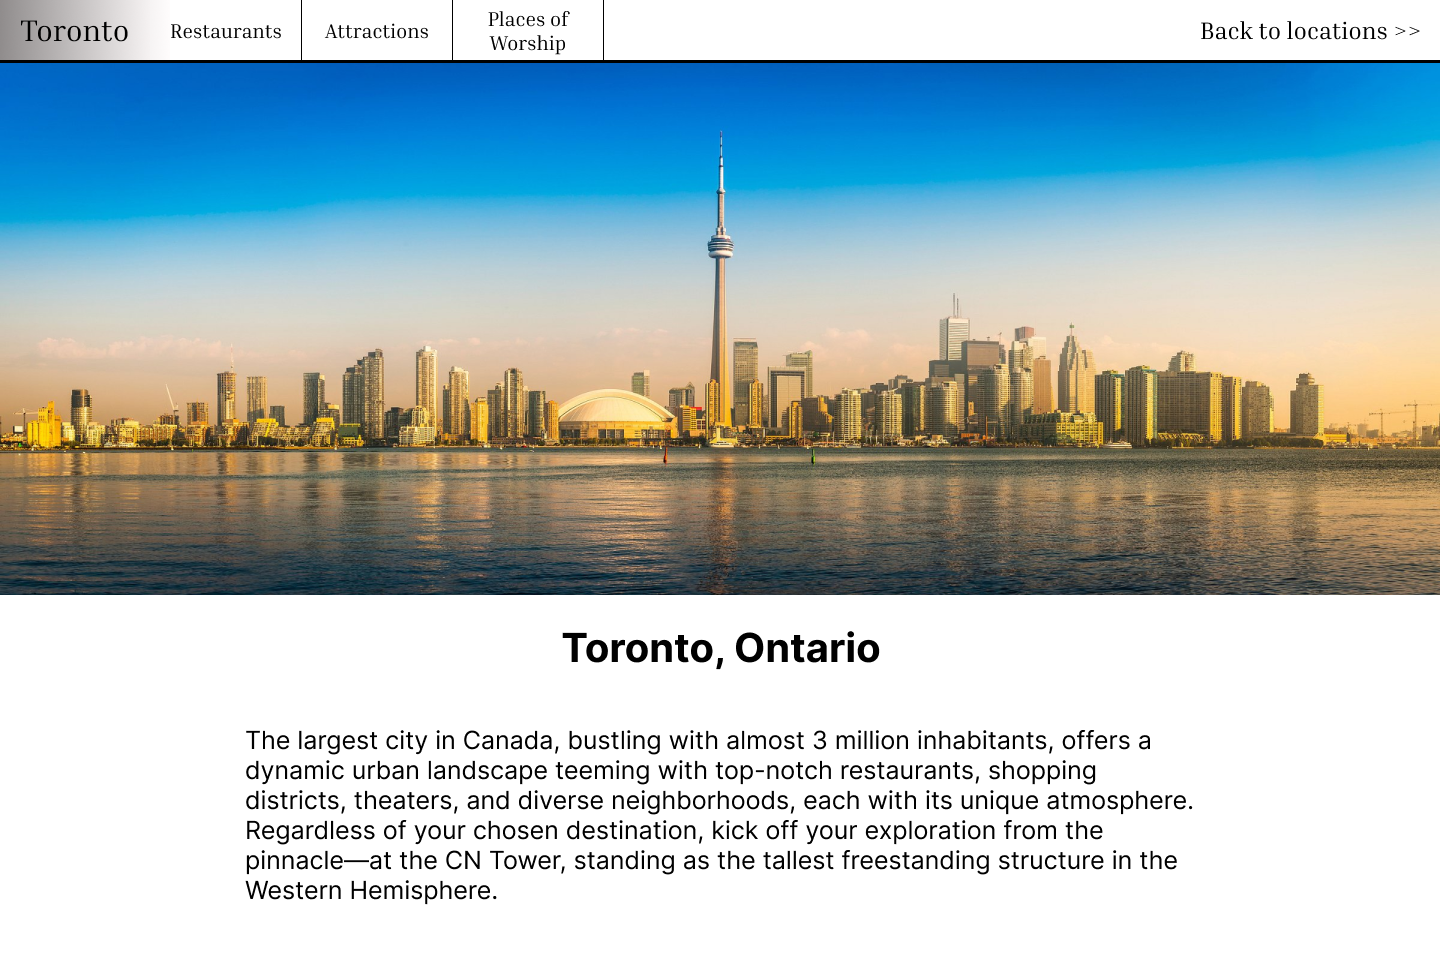 Toronto
Restaurants
Attractions
Places of
Worship
Back to locations >>
Toronto, Ontario
The largest city in Canada, bustling with almost 3 million inhabitants, offers a
dynamic urban landscape teeming with top-notch restaurants, shopping
districts, theaters, and diverse neighborhoods, each with its unique atmosphere.
Regardless of your chosen destination, kick off your exploration from the
pinnacle—at the CN Tower, standing as the tallest freestanding structure in the
Western Hemisphere.